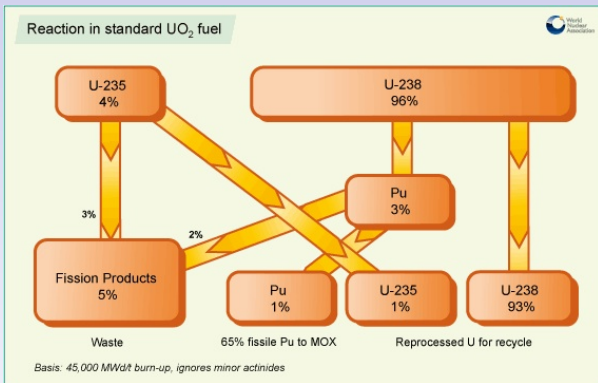 Reaction in standard UO₂ fuel
World
Nuclear
Association
U-235
4%
U-238
96%
Pu
3%
3%
2%
Fission Products
5%
Pu
1%
U-235
1%
U-238
93%
Waste
65% fissile Pu to MOX
Reprocessed U for recycle
Basis: 45,000 MWd/t burn-up, ignores minor actinides